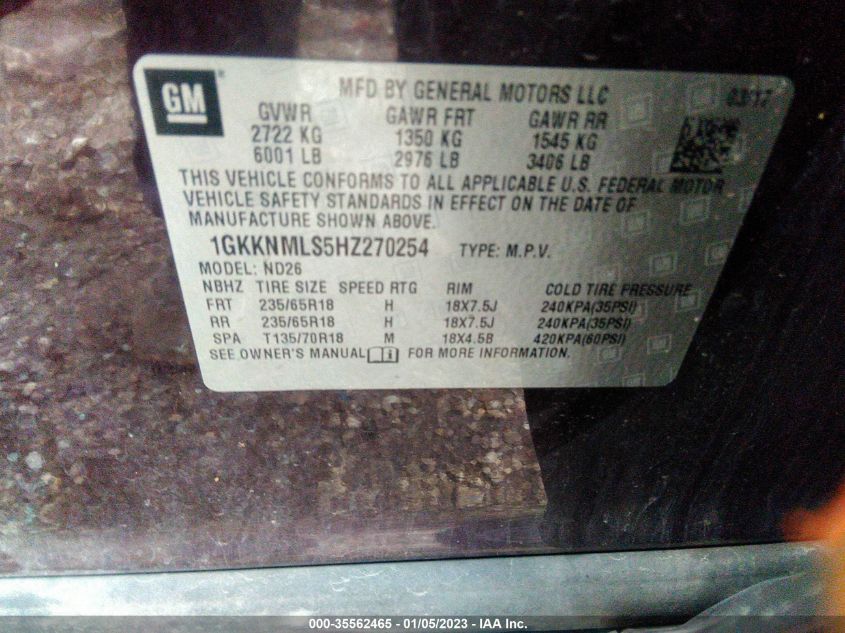 GM
MFD BY GENERAL MOTORS LLC 03/17
GVWR GAWR FRT GAWR RR
2722 KG 1350 KG 1545 KG
6001 LB 2976 LB 3406 LB
THIS VEHICLE CONFORMS TO ALL APPLICABLE U.S. FEDERAL MOTOR
VEHICLE SAFETY STANDARDS IN EFFECT ON THE DATE OF
MANUFACTURE SHOWN ABOVE.
1GKKNMLS5HZ270254 TYPE: M.P.V.
MODEL: ND26
NBHZ TIRE SIZE SPEED RTG RIM COLD TIRE PRESSURE
FRT 235/65R18 H 18X7.5J 240KPA(35PSI)
RR 235/65R18 H 18X7.5J 240KPA(35PSI)
SPA T135/70R18 M 18X4.5B 420KPA(60PSI)
SEE OWNER'S MANUAL FOR MORE INFORMATION.
000-35562465 - 01/05/2023 - IAA Inc.